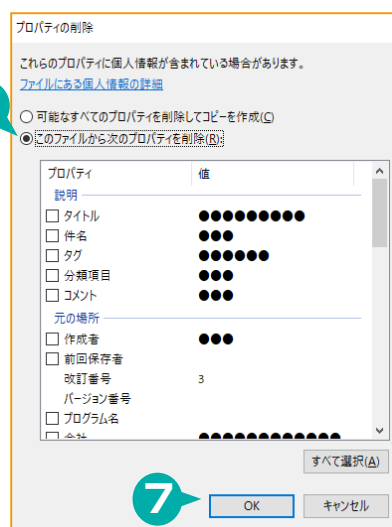 プロパティの削除
これらのプロパティに個人情報が含まれている場合があります。
ファイルにある個人情報の詳細
可能なすべてのプロパティを削除してコピーを作成(C)
このファイルから次のプロパティを削除(R):
プロパティ 値
説明
タイトル ●●●●●●●●●
件名 ●●●
タグ ●●●●●●
分類項目 ●●●
コメント ●●●
元の場所
作成者 ●●●
前回保存者
改訂番号 3
バージョン番号
プログラム名
会社 ●●●●●●●●●●●●
すべて選択(A)
7 OK キャンセル